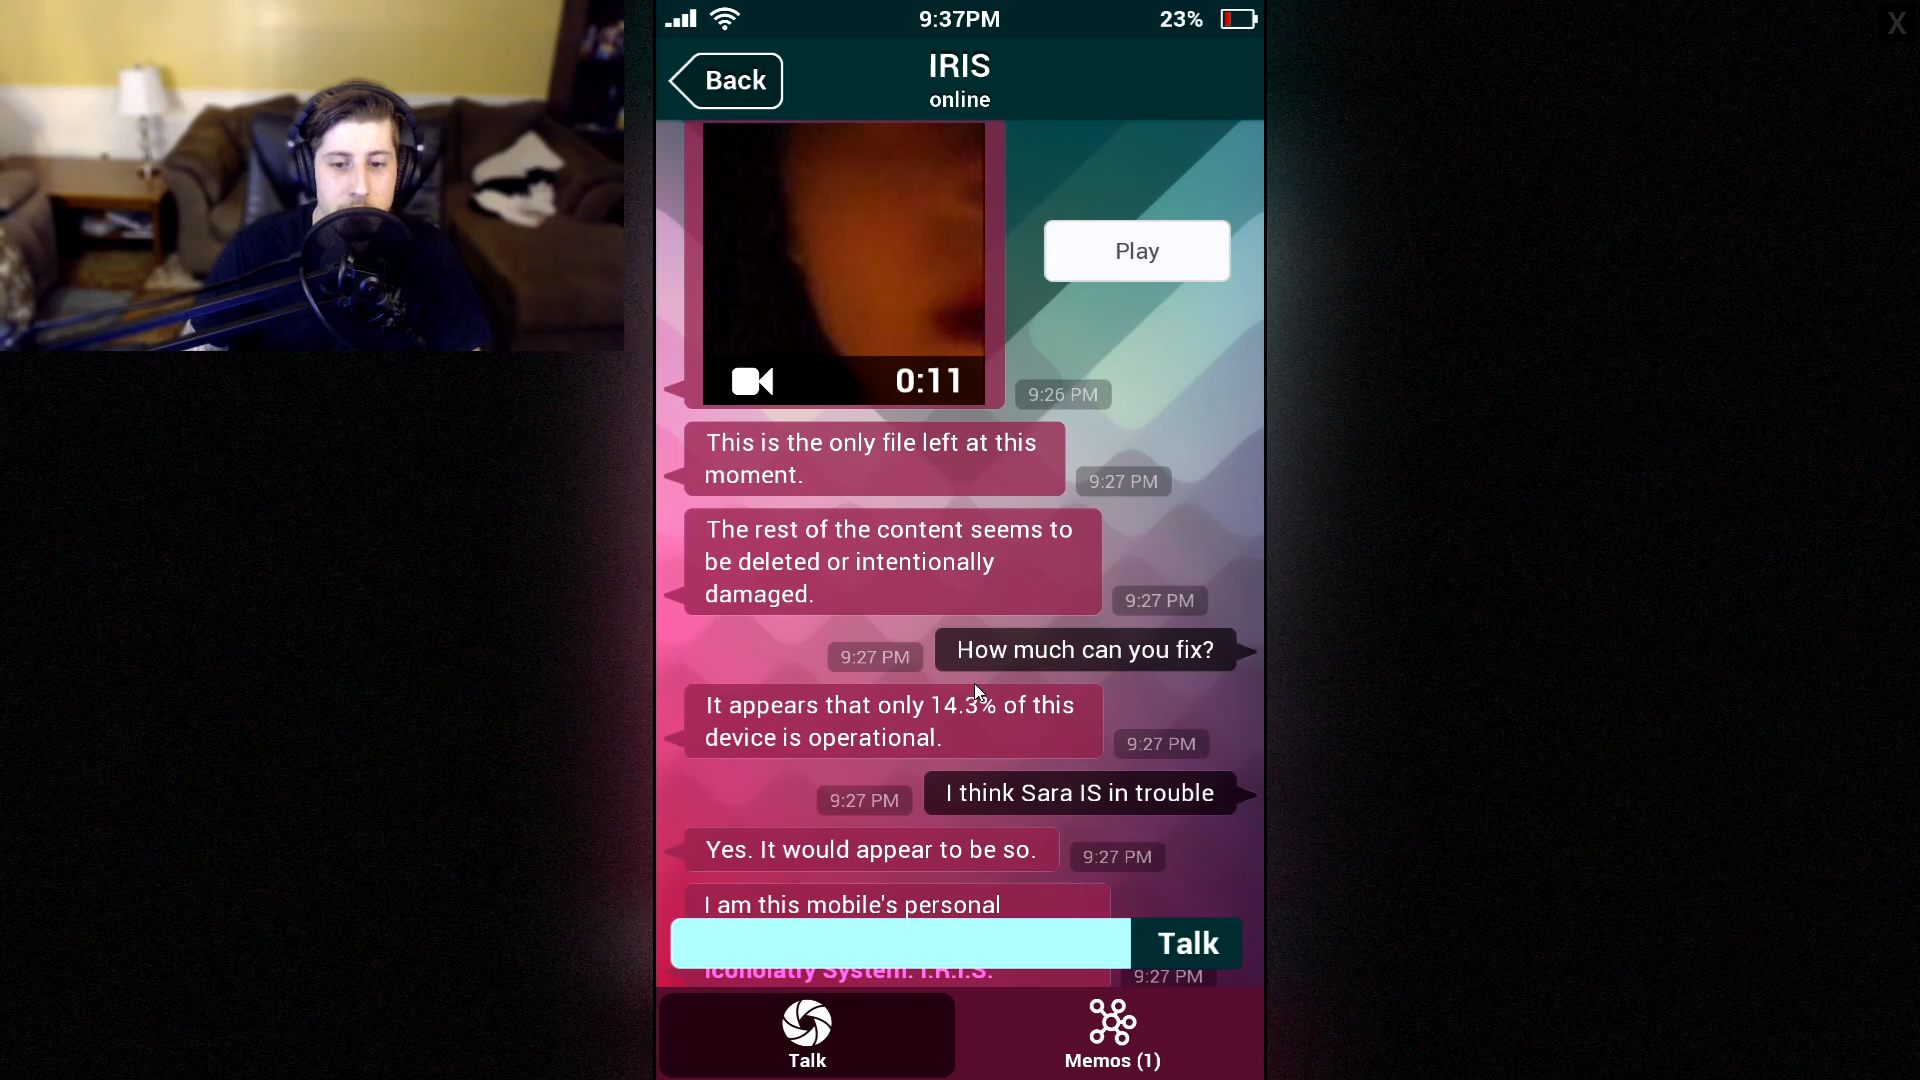 9:37PM
23%
X
Back
IRIS
online
Play
0:11
9:26 PM
This is the only file left at this
moment.
9:27 PM
The rest of the content seems to
be deleted or intentionally
damaged.
9:27 PM
How much can you fix?
9:27 PM
It appears that only 14.3% of this
device is operational.
9:27 PM
I think Sara IS in trouble
9:27 PM
Yes. It would appear to be so.
9:27 PM
I am this mobile's personal
Iconolatry System. I.R.I.S.
9:27 PM
Talk
Talk
Memos (1)